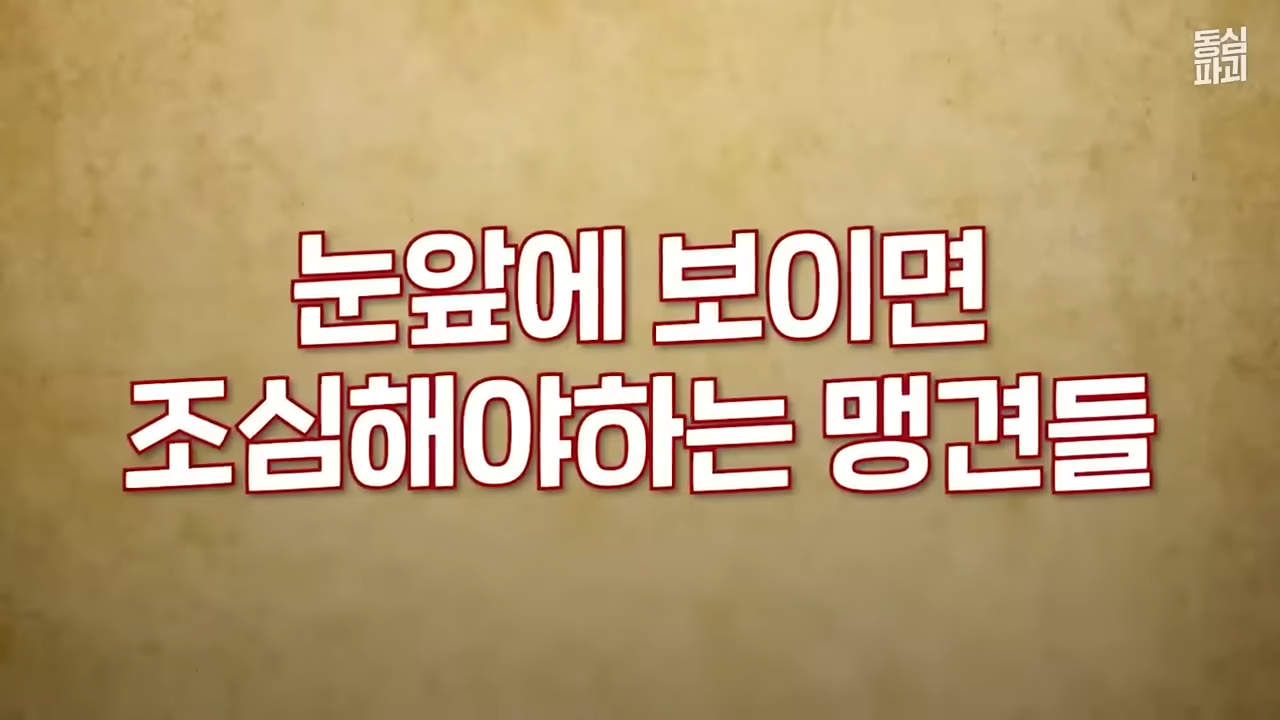 동심
파괴
눈앞에 보이면
조심해야하는 맹견들